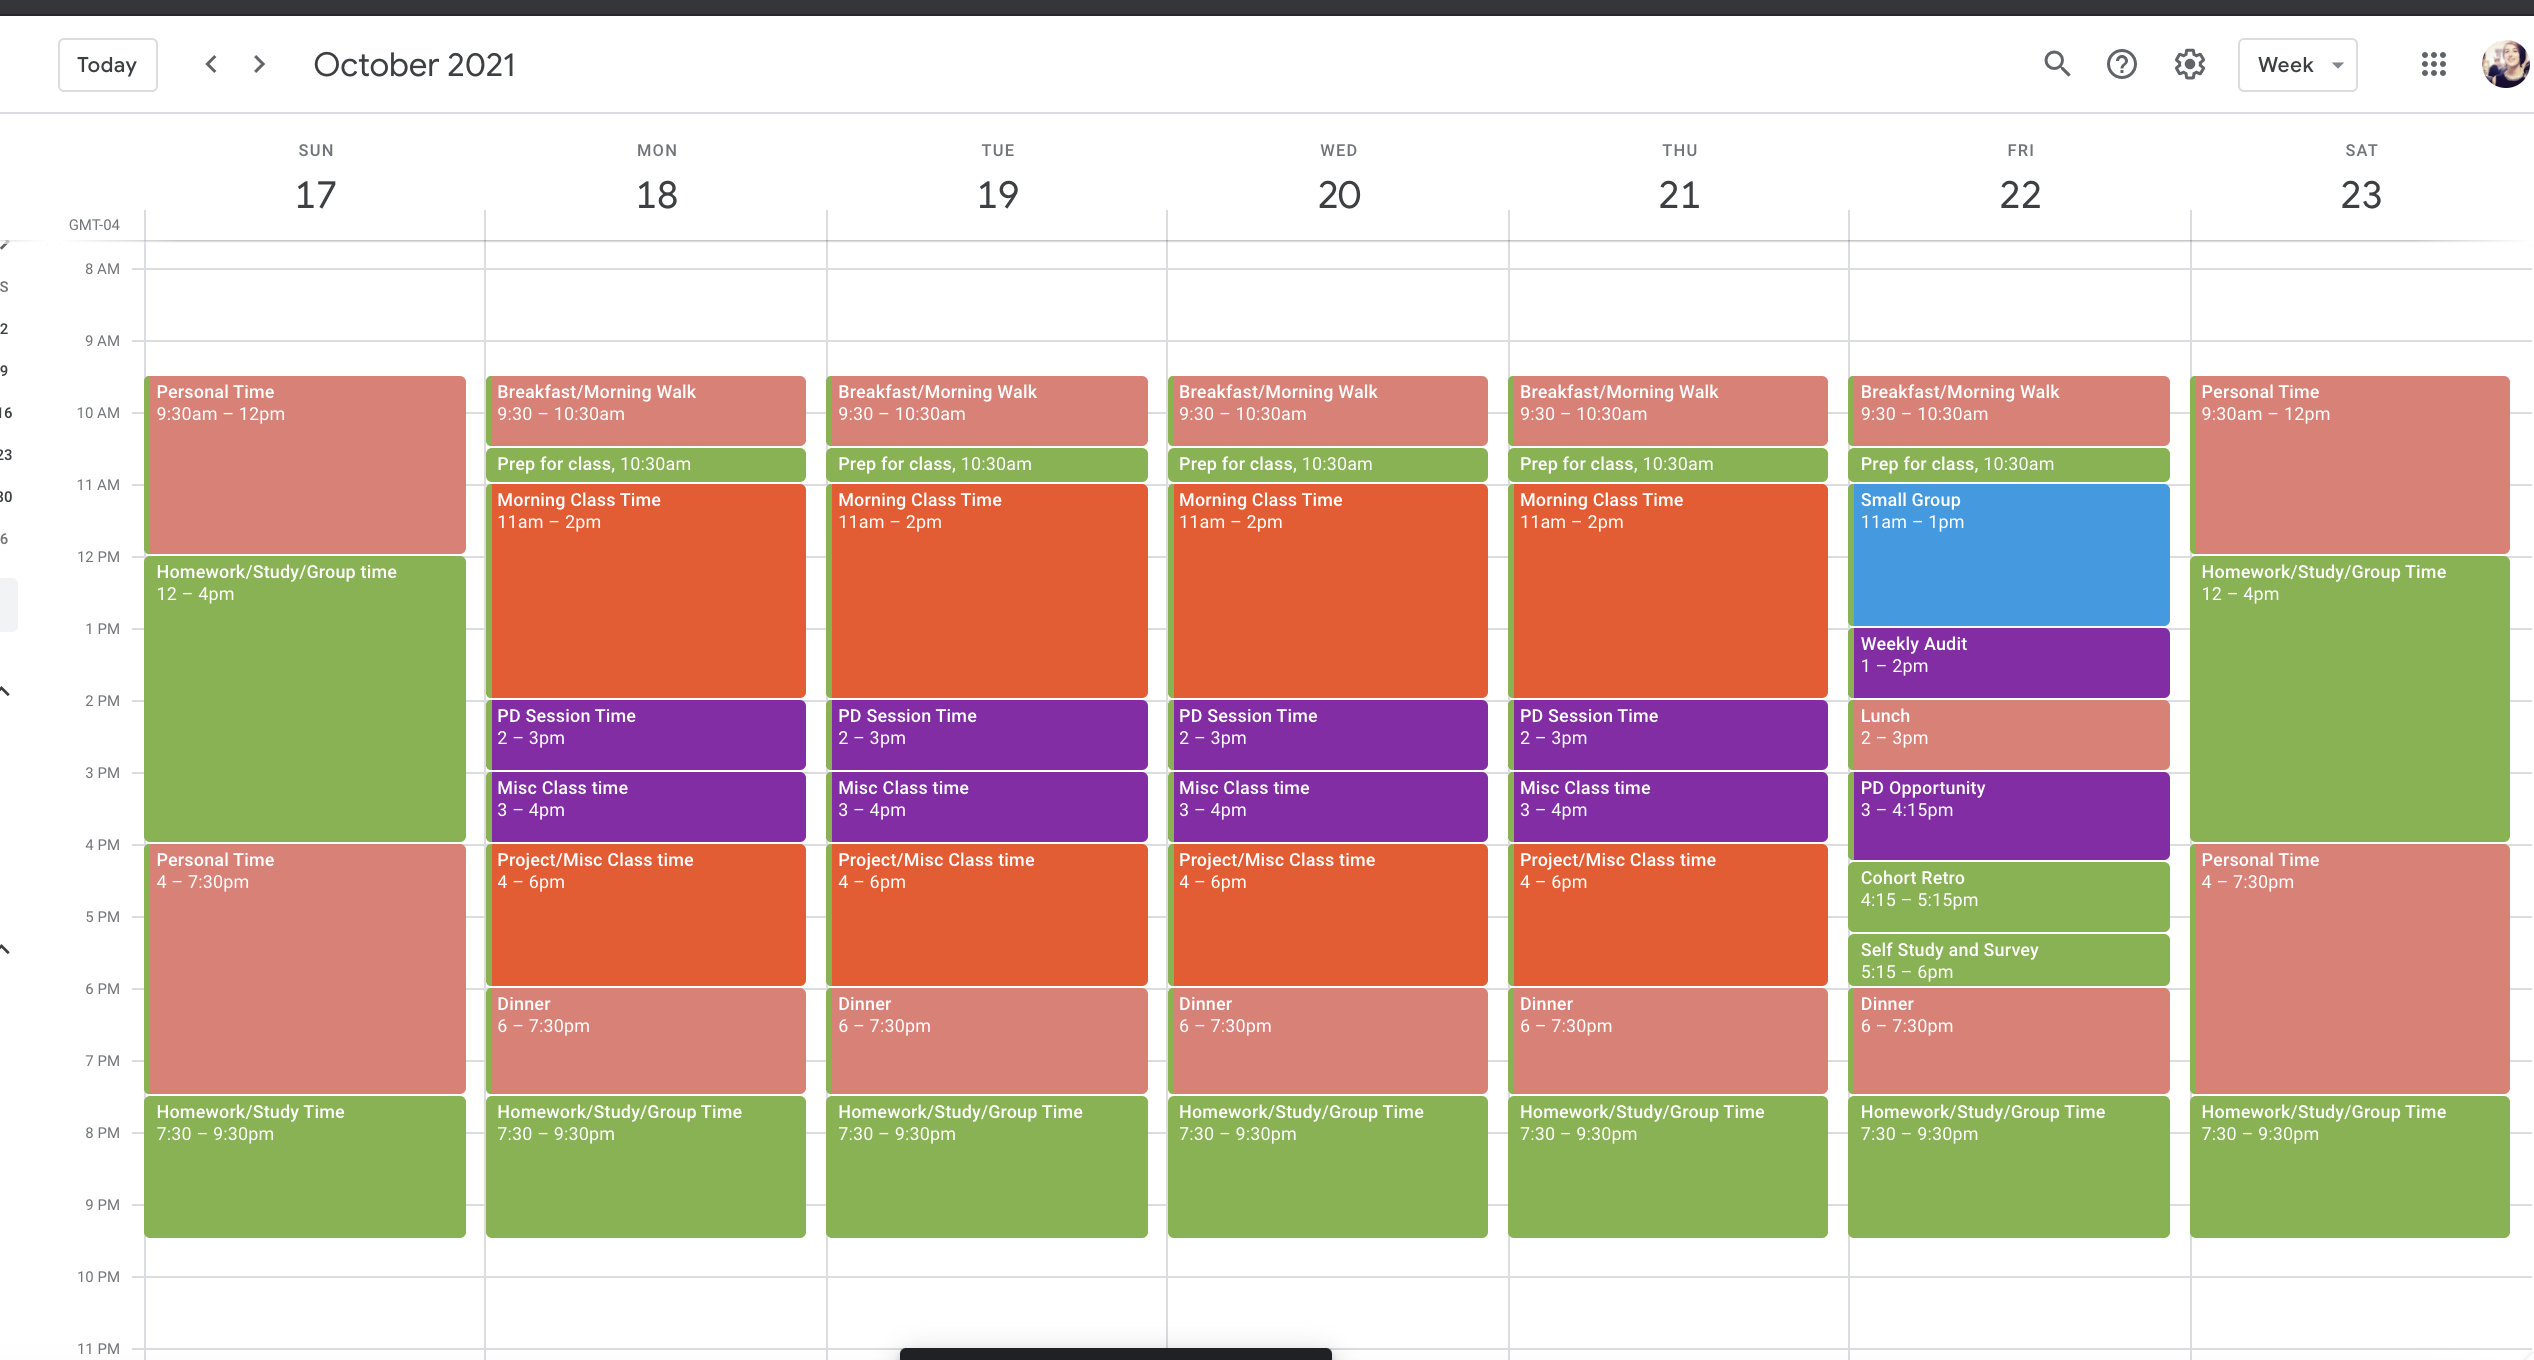 Today
October 2021
Week
SUN
17
MON
18
TUE
19
WED
20
THU
21
FRI
22
SAT
23
GMT-04
S
2
9
16
23
30
6
8 AM
9 AM
10 AM
11 AM
12 PM
1 PM
2 PM
3 PM
4 PM
5 PM
6 PM
7 PM
8 PM
9 PM
10 PM
11 PM
Personal Time
9:30am – 12pm
Homework/Study/Group time
12 – 4pm
Personal Time
4 – 7:30pm
Homework/Study Time
7:30 – 9:30pm
Breakfast/Morning Walk
9:30 – 10:30am
Prep for class, 10:30am
Morning Class Time
11am – 2pm
PD Session Time
2 – 3pm
Misc Class time
3 – 4pm
Project/Misc Class time
4 – 6pm
Dinner
6 – 7:30pm
Homework/Study/Group Time
7:30 – 9:30pm
Breakfast/Morning Walk
9:30 – 10:30am
Prep for class, 10:30am
Morning Class Time
11am – 2pm
PD Session Time
2 – 3pm
Misc Class time
3 – 4pm
Project/Misc Class time
4 – 6pm
Dinner
6 – 7:30pm
Homework/Study/Group Time
7:30 – 9:30pm
Breakfast/Morning Walk
9:30 – 10:30am
Prep for class, 10:30am
Morning Class Time
11am – 2pm
PD Session Time
2 – 3pm
Misc Class time
3 – 4pm
Project/Misc Class time
4 – 6pm
Dinner
6 – 7:30pm
Homework/Study/Group Time
7:30 – 9:30pm
Breakfast/Morning Walk
9:30 – 10:30am
Prep for class, 10:30am
Morning Class Time
11am – 2pm
PD Session Time
2 – 3pm
Misc Class time
3 – 4pm
Project/Misc Class time
4 – 6pm
Dinner
6 – 7:30pm
Homework/Study/Group Time
7:30 – 9:30pm
Breakfast/Morning Walk
9:30 – 10:30am
Prep for class, 10:30am
Small Group
11am – 1pm
Weekly Audit
1 – 2pm
Lunch
2 – 3pm
PD Opportunity
3 – 4:15pm
Cohort Retro
4:15 – 5:15pm
Self Study and Survey
5:15 – 6pm
Dinner
6 – 7:30pm
Homework/Study/Group Time
7:30 – 9:30pm
Personal Time
9:30am – 12pm
Homework/Study/Group Time
12 – 4pm
Personal Time
4 – 7:30pm
Homework/Study/Group Time
7:30 – 9:30pm